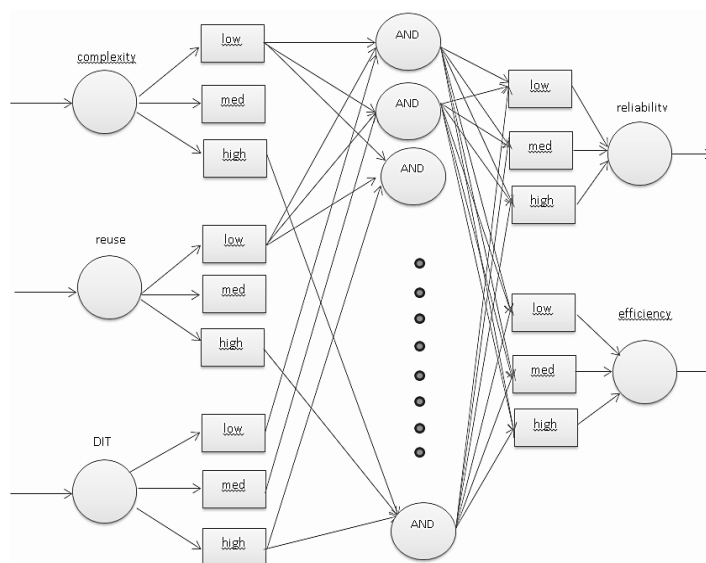 complexity
low
med
high
reuse
low
med
high
DIT
low
med
high
AND
AND
AND
AND
low
med
high
reliability
low
med
high
efficiency